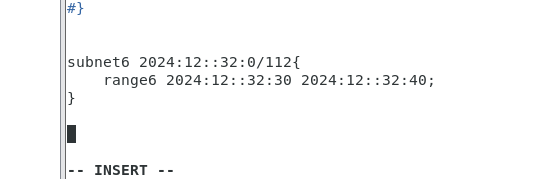 #}
subnet6 2024:12::32:0/112{
    range6 2024:12::32:30 2024:12::32:40;
}
-- INSERT --